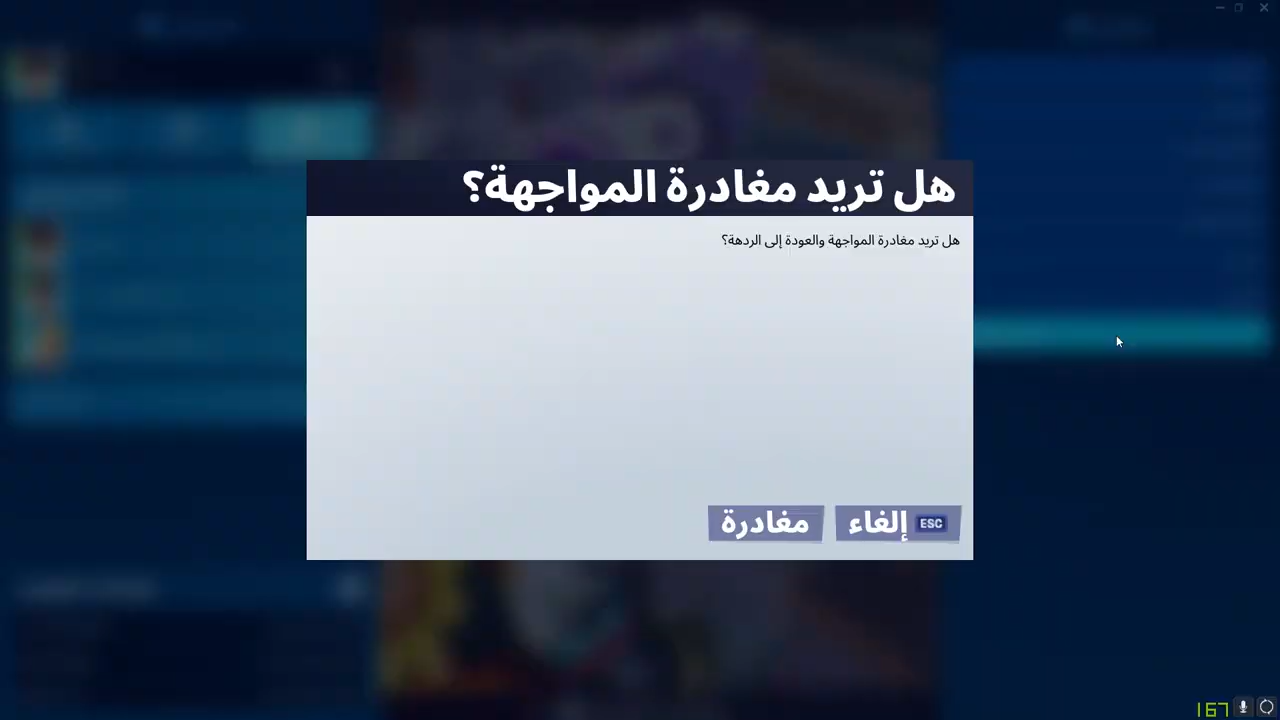 هل تريد مغادرة المواجهة؟
هل تريد مغادرة المواجهة والعودة إلى الردهة؟
ESC إلغاء
مغادرة
167